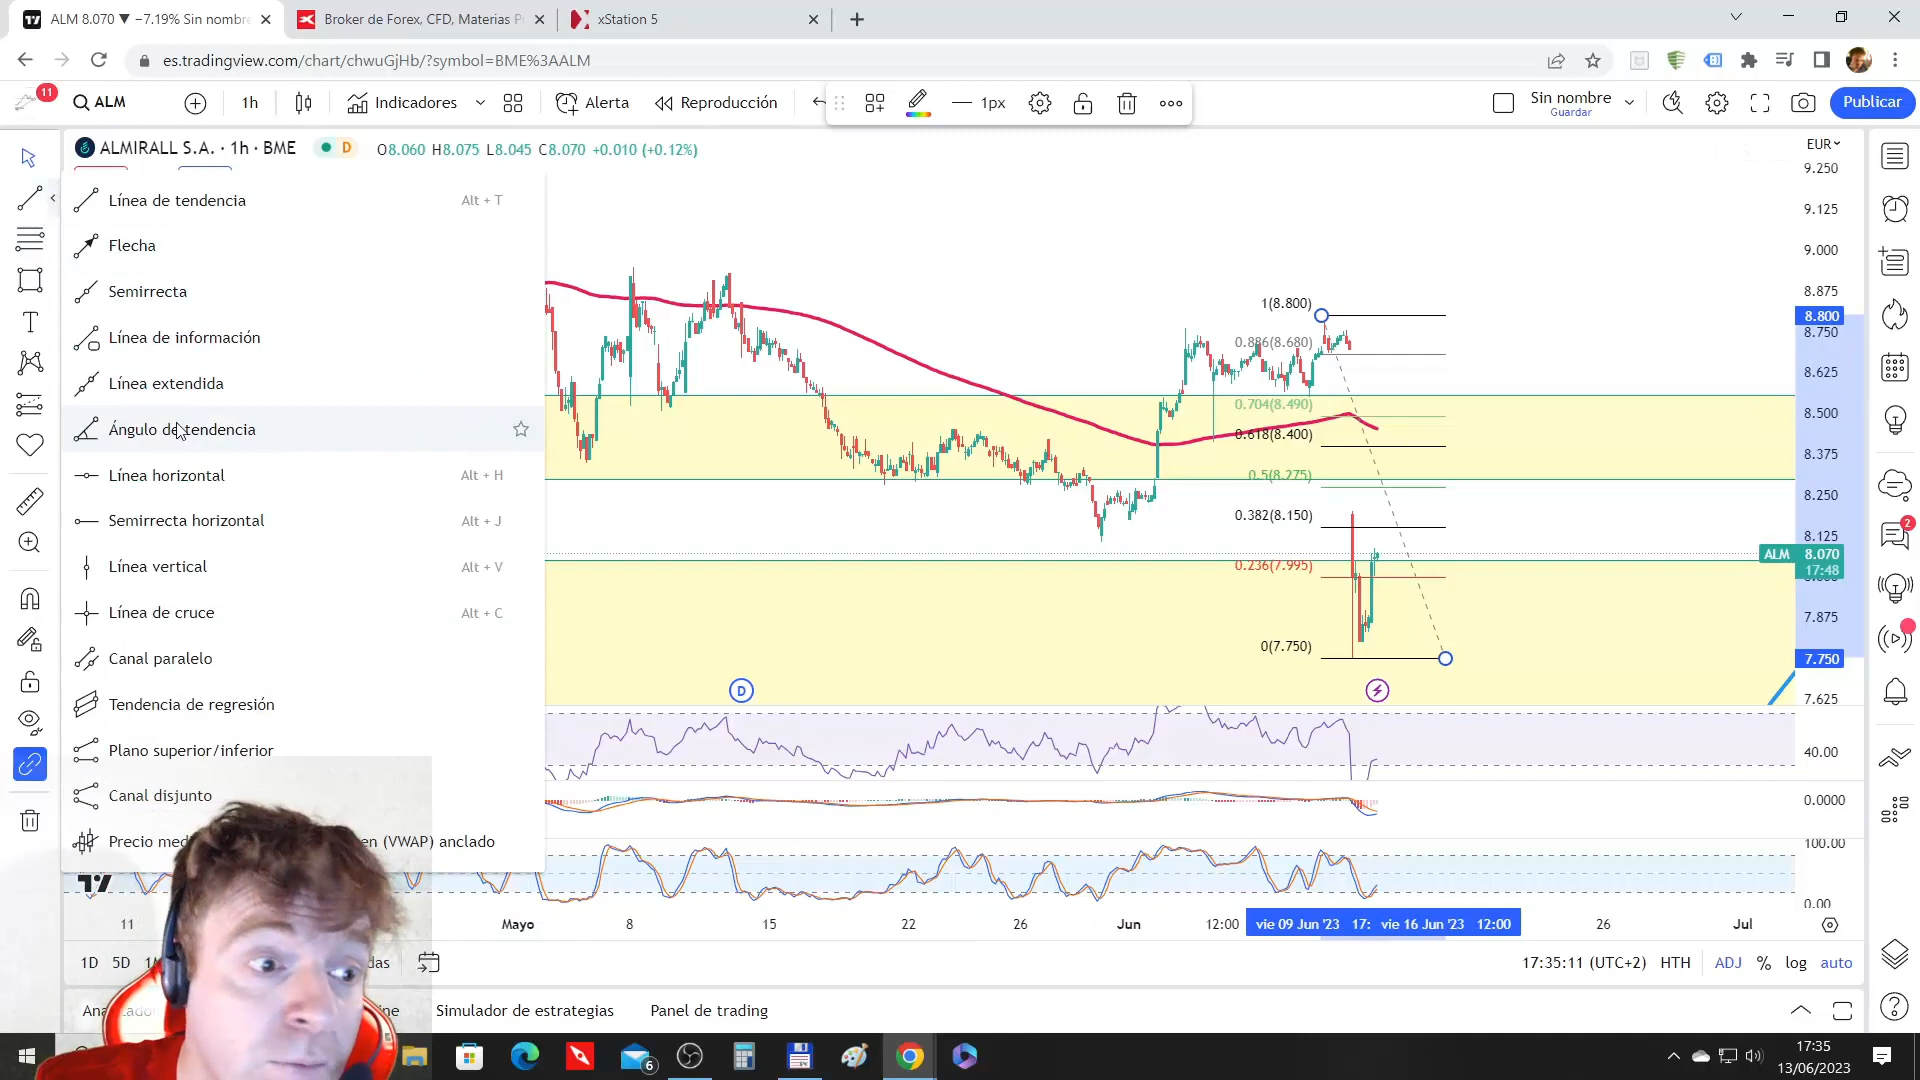 ALM 8.070 ▼ −7.19% Sin nombre
Broker de Forex, CFD, Materias P
xStation 5
es.tradingview.com/chart/chwuGjHb/?symbol=BME%3AALM
11
ALM
1h
Indicadores
Alerta
Reproducción
1px
Sin nombre
Guardar
Publicar
ALMIRALL S.A. · 1h · BME
D
O8.060 H8.075 L8.045 C8.070 +0.010 (+0.12%)
EUR
Línea de tendencia Alt + T
Flecha
Semirrecta
Línea de información
Línea extendida
Ángulo de tendencia
Línea horizontal Alt + H
Semirrecta horizontal Alt + J
Línea vertical Alt + V
Línea de cruce Alt + C
Canal paralelo
Tendencia de regresión
Plano superior/inferior
Canal disjunto
Precio med
en (VWAP) anclado
1(8.800)
0.886(8.680)
0.704(8.490)
0.618(8.400)
0.5(8.275)
0.382(8.150)
0.236(7.995)
0(7.750)
D
9.250
9.125
9.000
8.875
8.800
8.750
8.625
8.500
8.375
8.250
8.125
ALM 8.070
17:48
7.875
7.750
7.625
40.00
0.0000
100.00
0.00
2
11
Mayo
8
15
22
26
Jun
12:00
vie 09 Jun '23 17:
vie 16 Jun '23 12:00
26
Jul
1D
5D
das
17:35:11 (UTC+2)
HTH
ADJ
%
log
auto
ine
Simulador de estrategias
Panel de trading
6
17:35
13/06/2023